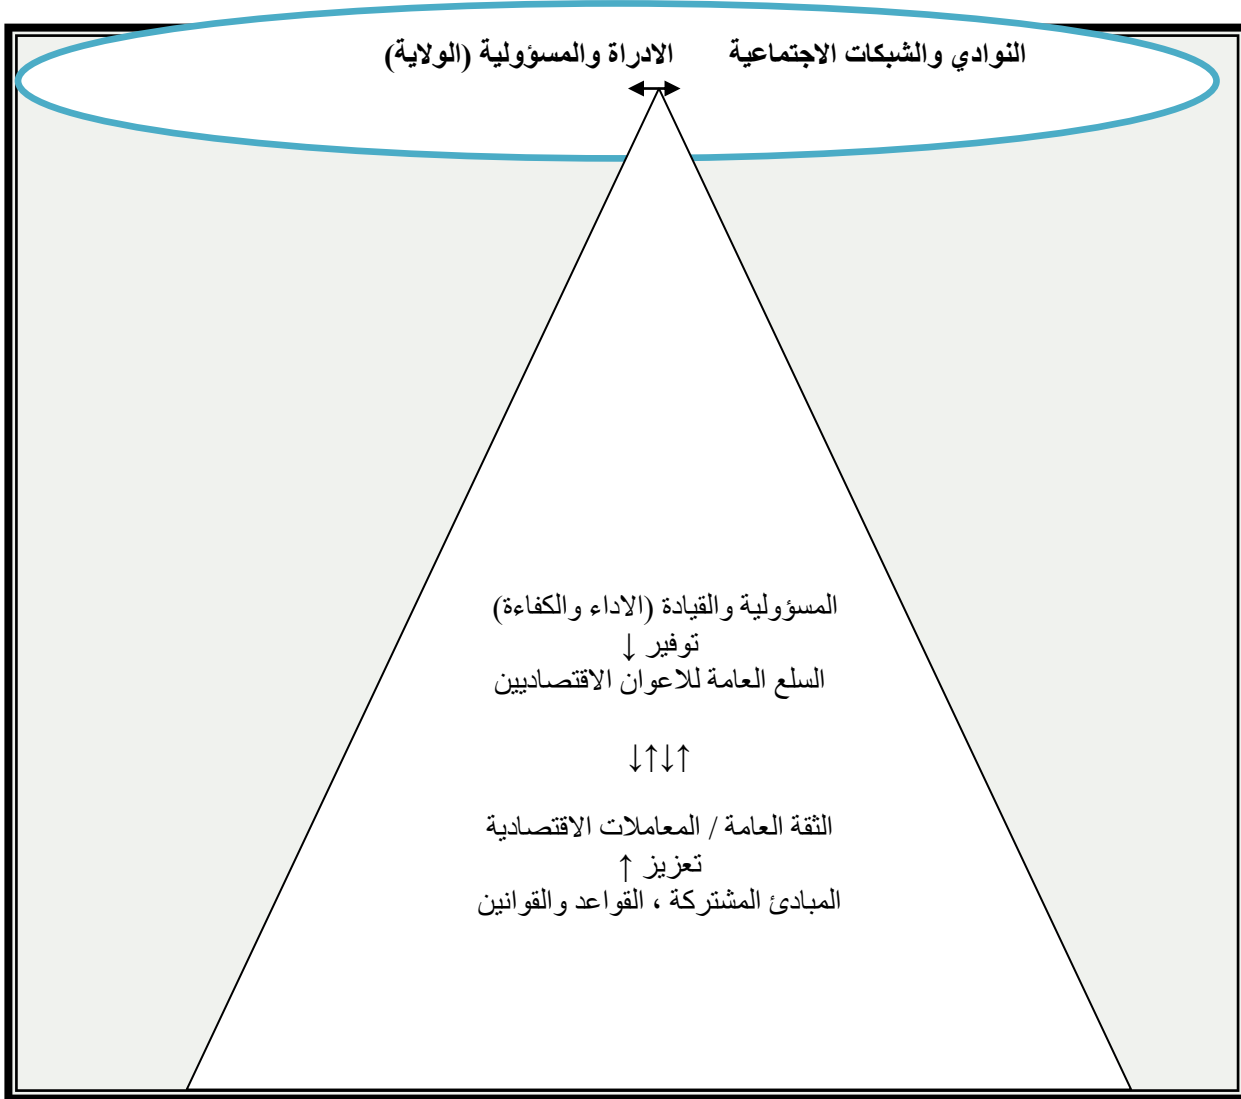 النوادي والشبكات الاجتماعية الادراة والمسؤولية (الولاية)
المسؤولية والقيادة (الاداء والكفاءة)
توفير ↓
السلع العامة للاعوان الاقتصاديين
↑↓↑↓
الثقة العامة / المعاملات الاقتصادية
تعزيز ↑
المبادئ المشتركة ، القواعد والقوانين